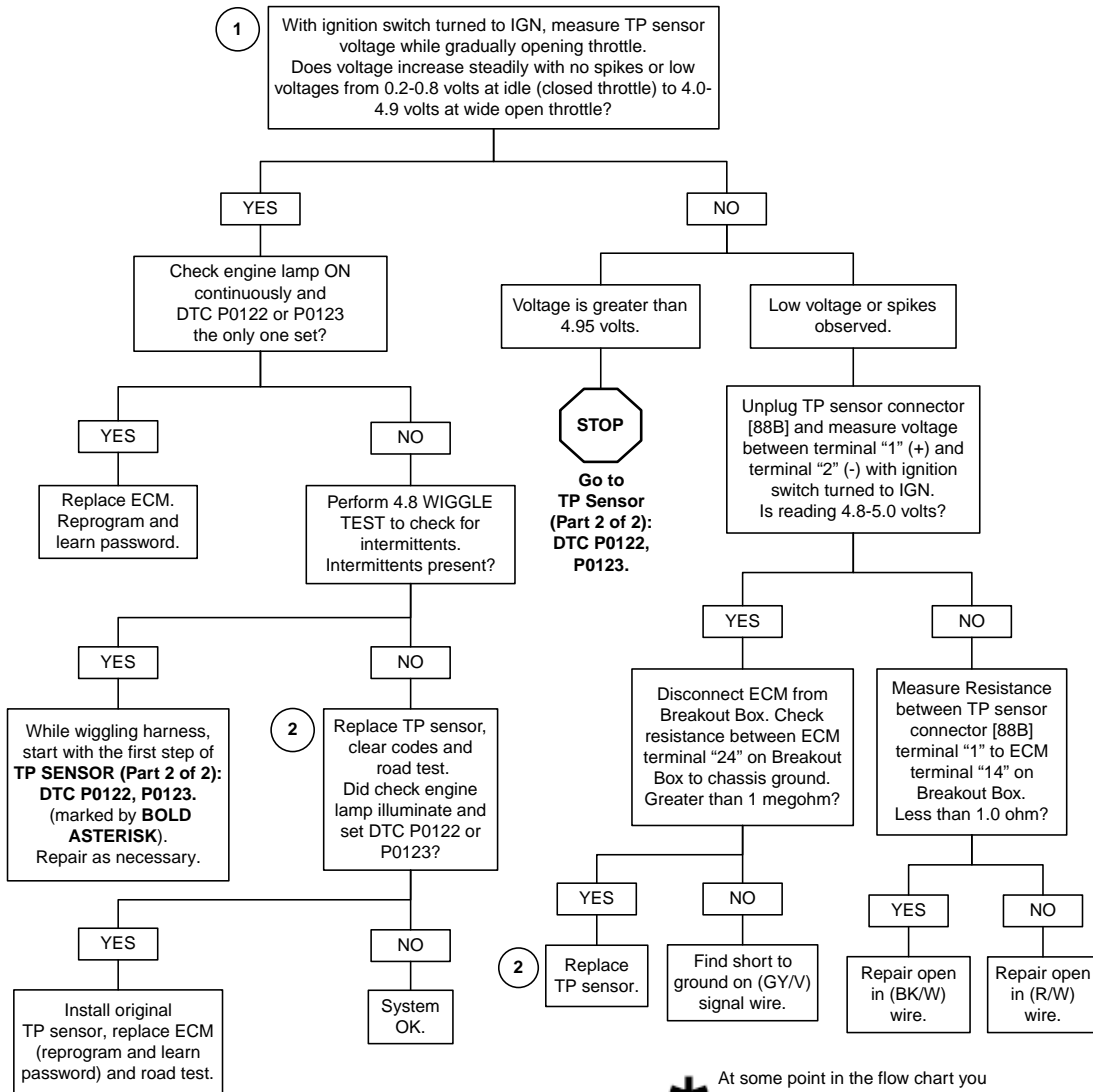 1
With ignition switch turned to IGN, measure TP sensor
voltage while gradually opening throttle.
Does voltage increase steadily with no spikes or low
voltages from 0.2-0.8 volts at idle (closed throttle) to 4.0-
4.9 volts at wide open throttle?
YES
NO
Check engine lamp ON
continuously and
DTC P0122 or P0123
the only one set?
Voltage is greater than
4.95 volts.
Low voltage or spikes
observed.
YES
Replace ECM.
Reprogram and
learn password.
NO
Perform 4.8 WIGGLE
TEST to check for
intermittents.
Intermittents present?
STOP
Go to
TP Sensor
(Part 2 of 2):
DTC P0122,
P0123.
Unplug TP sensor connector
[88B] and measure voltage
between terminal “1” (+) and
terminal “2” (-) with ignition
switch turned to IGN.
Is reading 4.8-5.0 volts?
YES
While wiggling harness,
start with the first step of
TP SENSOR (Part 2 of 2):
DTC P0122, P0123.
(marked by BOLD
ASTERISK).
Repair as necessary.
NO
2
Replace TP sensor,
clear codes and
road test.
Did check engine
lamp illuminate and
set DTC P0122 or
P0123?
YES
Disconnect ECM from
Breakout Box. Check
resistance between ECM
terminal “24” on Breakout
Box to chassis ground.
Greater than 1 megohm?
NO
Measure Resistance
between TP sensor
connector [88B]
terminal “1” to ECM
terminal “14” on
Breakout Box.
Less than 1.0 ohm?
YES
Install original
TP sensor, replace ECM
(reprogram and learn
password) and road test.
NO
System
OK.
YES
2
Replace
TP sensor.
NO
Find short to
ground on (GY/V)
signal wire.
YES
Repair open
in (BK/W)
wire.
NO
Repair open
in (R/W)
wire.
* At some point in the flow chart you